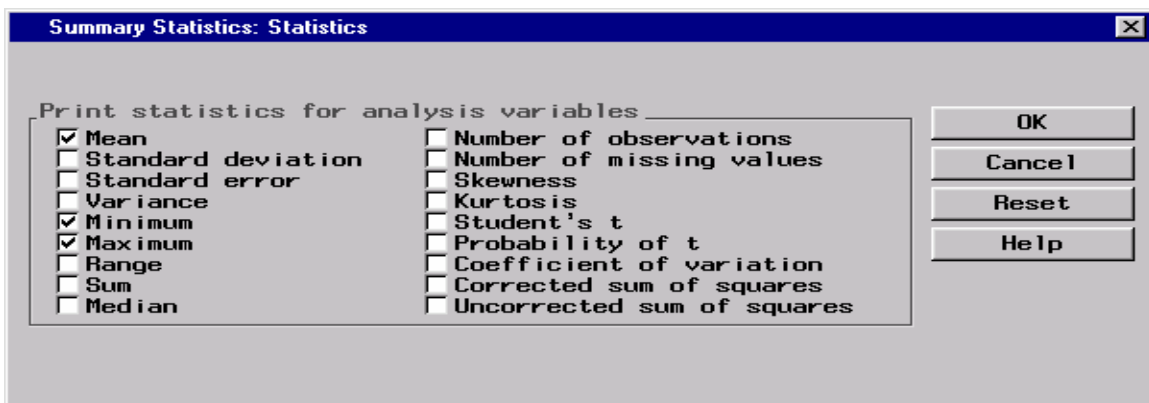 Summary Statistics: Statistics
Print statistics for analysis variables
Mean
Standard deviation
Standard error
Variance
Minimum
Maximum
Range
Sum
Median
Number of observations
Number of missing values
Skewness
Kurtosis
Student's t
Probability of t
Coefficient of variation
Corrected sum of squares
Uncorrected sum of squares
OK
Cancel
Reset
Help